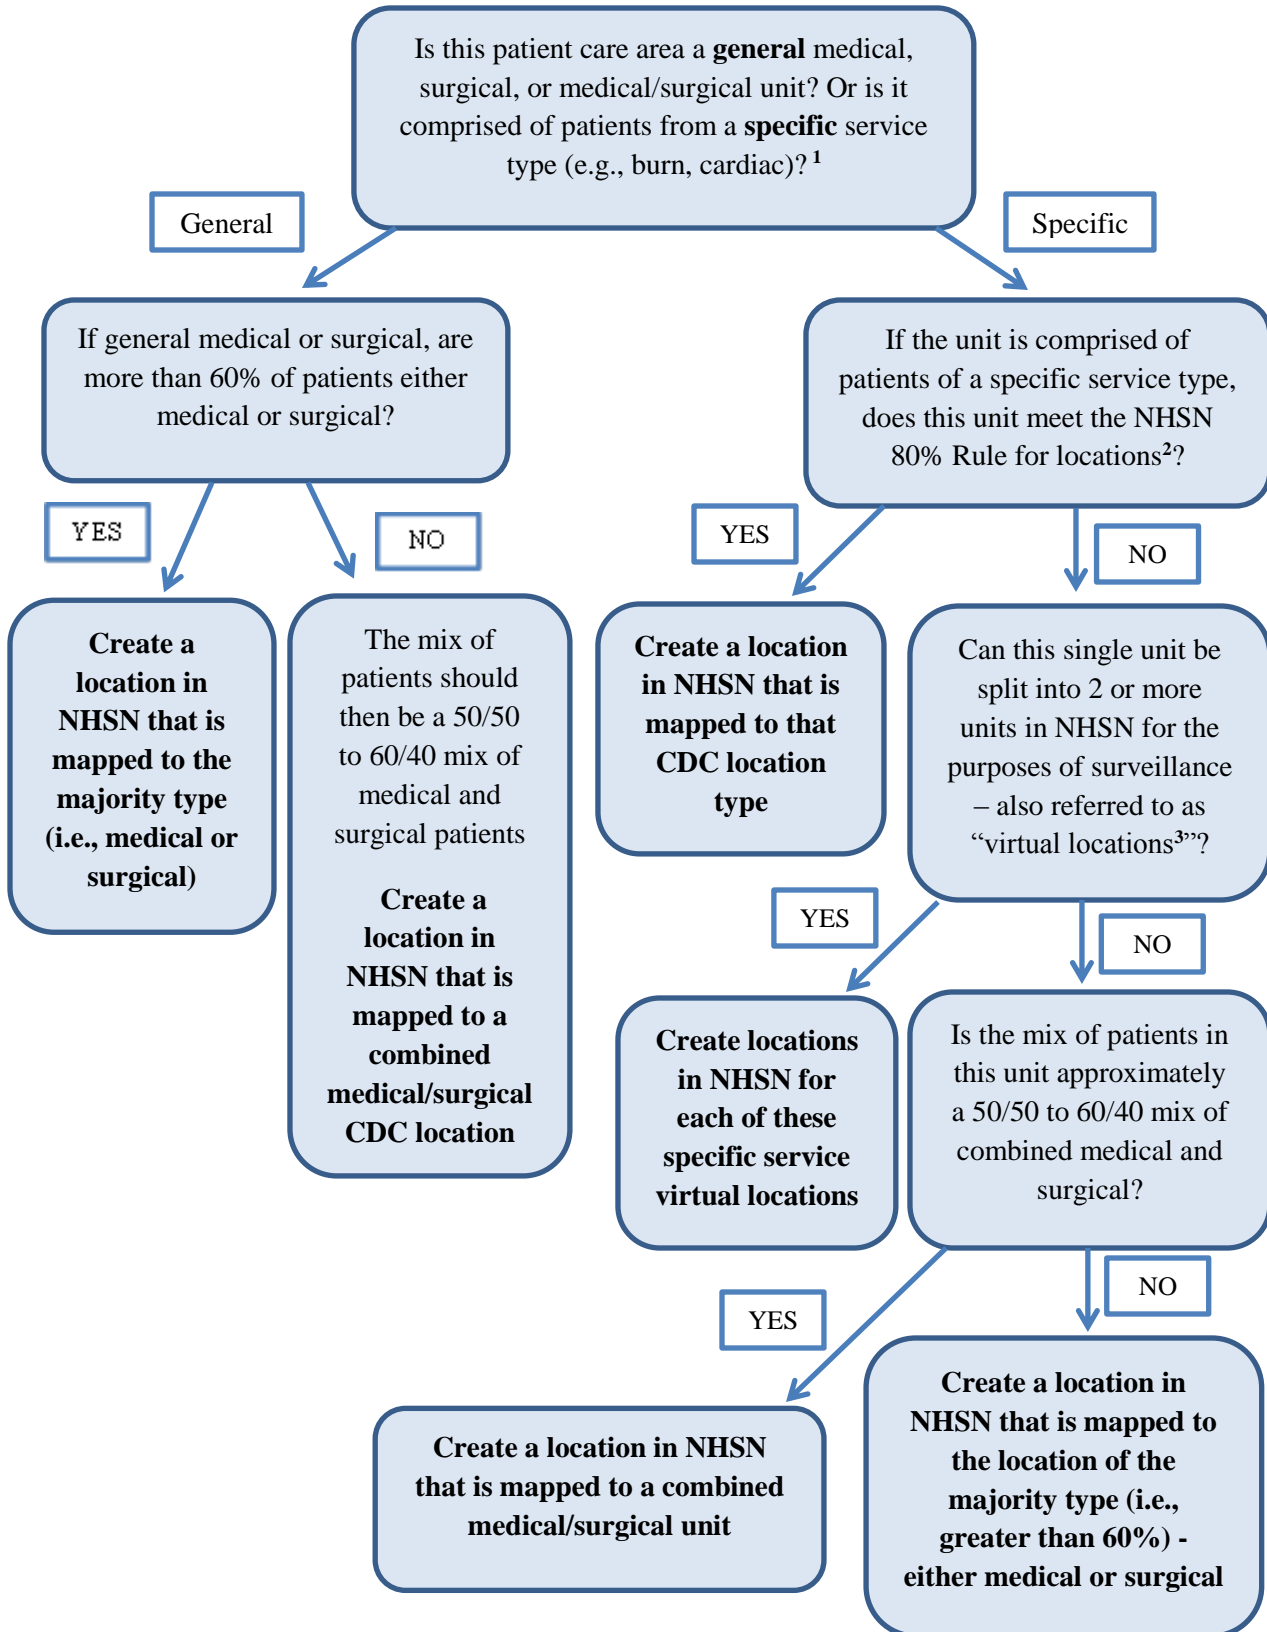 Is this patient care area a general medical,
surgical, or medical/surgical unit? Or is it
comprised of patients from a specific service
type (e.g., burn, cardiac)? 1
General
Specific
If general medical or surgical, are
more than 60% of patients either
medical or surgical?
If the unit is comprised of
patients of a specific service type,
does this unit meet the NHSN
80% Rule for locations2?
YES
NO
YES
NO
Create a
location in
NHSN that is
mapped to the
majority type
(i.e., medical or
surgical)
The mix of
patients should
then be a 50/50
to 60/40 mix of
medical and
surgical patients
Create a
location in
NHSN that is
mapped to a
combined
medical/surgical
CDC location
Create a location
in NHSN that is
mapped to that
CDC location
type
Can this single unit be
split into 2 or more
units in NHSN for the
purposes of surveillance
– also referred to as
“virtual locations3”?
YES
NO
Create locations
in NHSN for
each of these
specific service
virtual locations
Is the mix of patients in
this unit approximately
a 50/50 to 60/40 mix of
combined medical and
surgical?
YES
NO
Create a location in NHSN
that is mapped to a combined
medical/surgical unit
Create a location in
NHSN that is mapped to
the location of the
majority type (i.e.,
greater than 60%) -
either medical or surgical